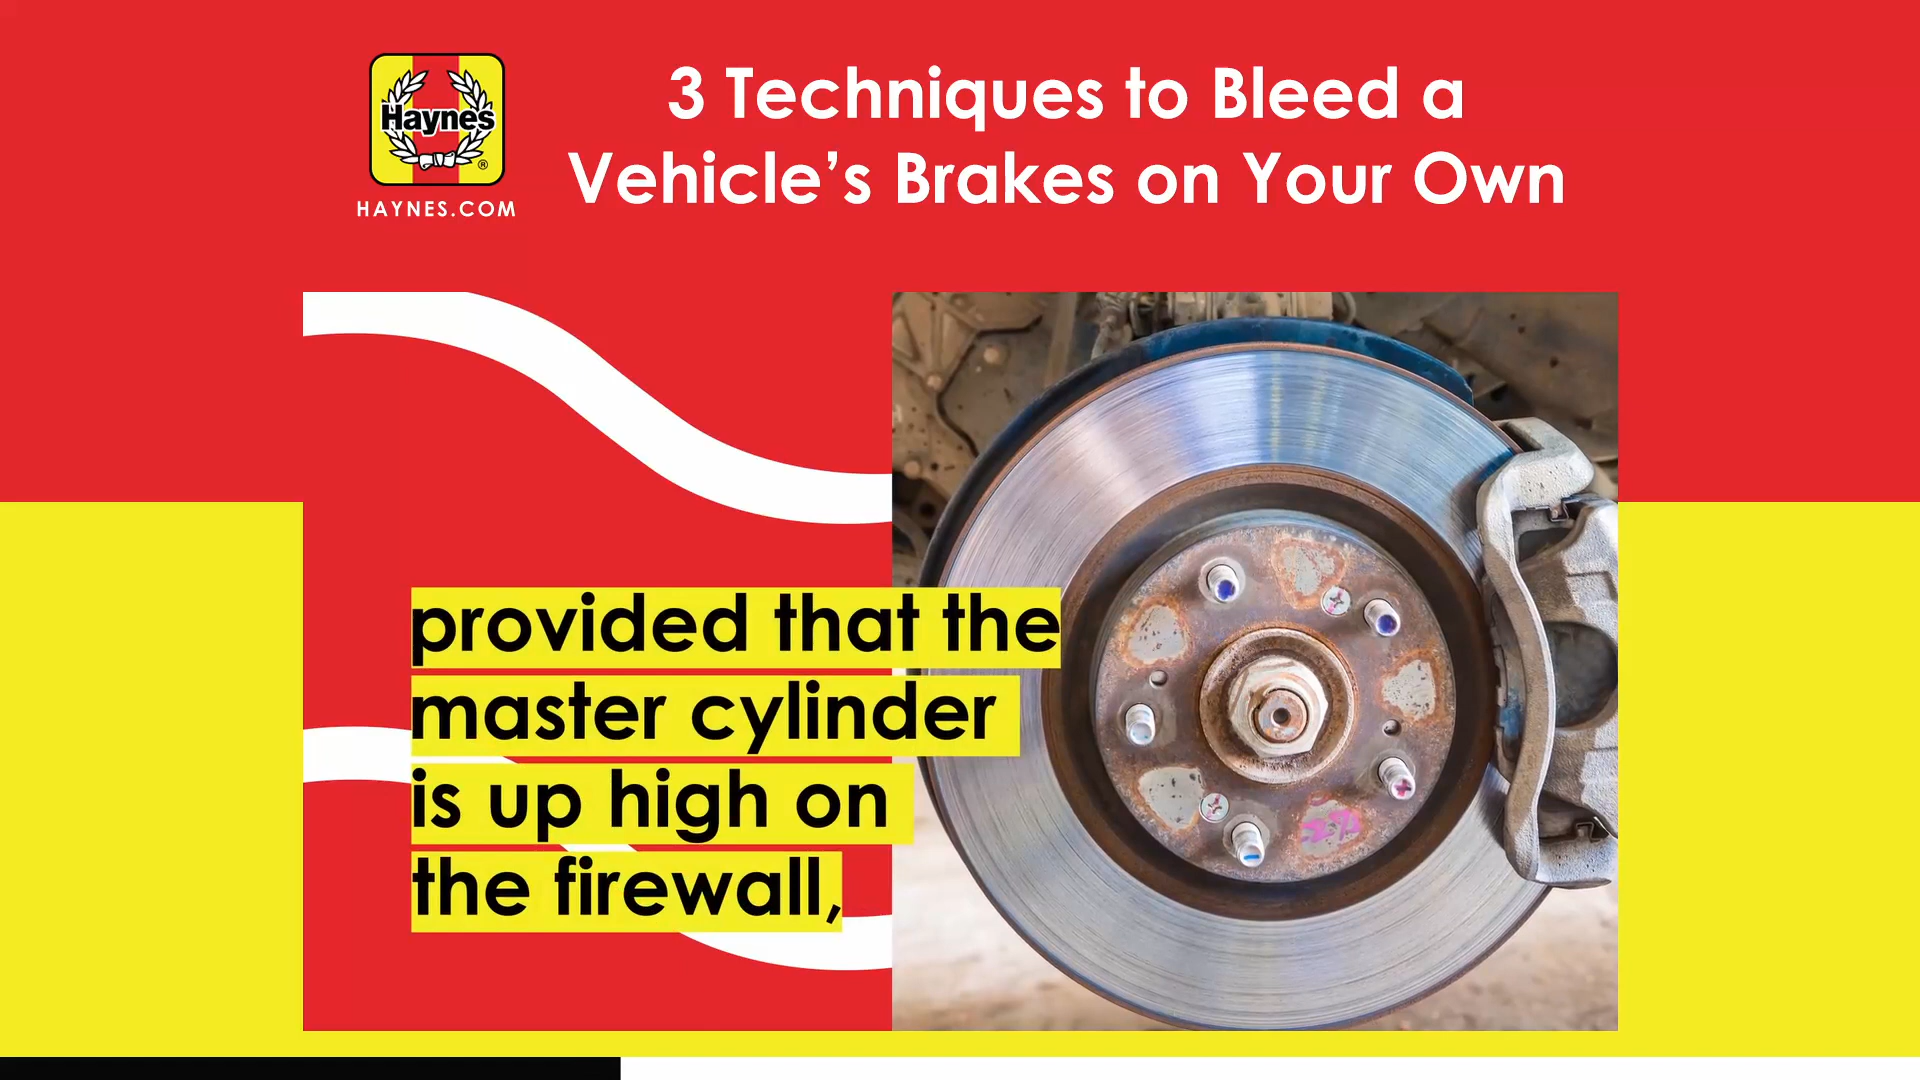 Haynes
®
HAYNES.COM
3 Techniques to Bleed a
Vehicle’s Brakes on Your Own
provided that the
master cylinder
is up high on
the firewall,